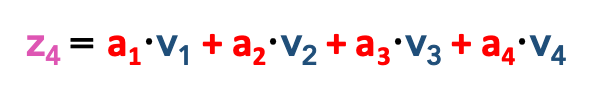 z₄ = a₁·v₁ + a₂·v₂ + a₃·v₃ + a₄·v₄